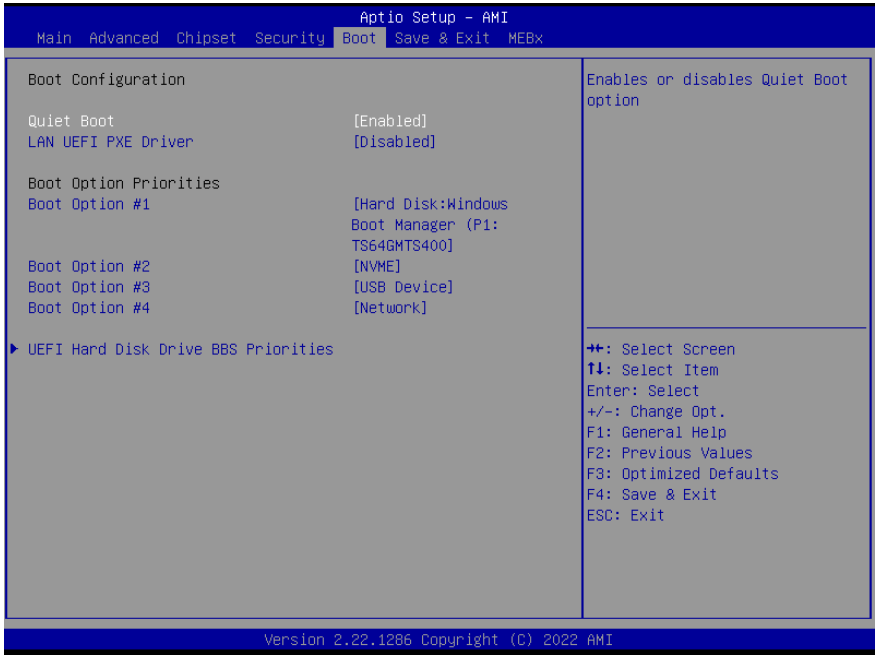 Aptio Setup – AMI
Main Advanced Chipset Security Boot Save & Exit MEBx
Boot Configuration
Quiet Boot [Enabled]
LAN UEFI PXE Driver [Disabled]
Boot Option Priorities
Boot Option #1 [Hard Disk:Windows
Boot Manager (P1:
TS64GMTS400]
Boot Option #2 [NVME]
Boot Option #3 [USB Device]
Boot Option #4 [Network]
UEFI Hard Disk Drive BBS Priorities
Enables or disables Quiet Boot
option
→←: Select Screen
↑↓: Select Item
Enter: Select
+/-: Change Opt.
F1: General Help
F2: Previous Values
F3: Optimized Defaults
F4: Save & Exit
ESC: Exit
Version 2.22.1286 Copyright (C) 2022 AMI